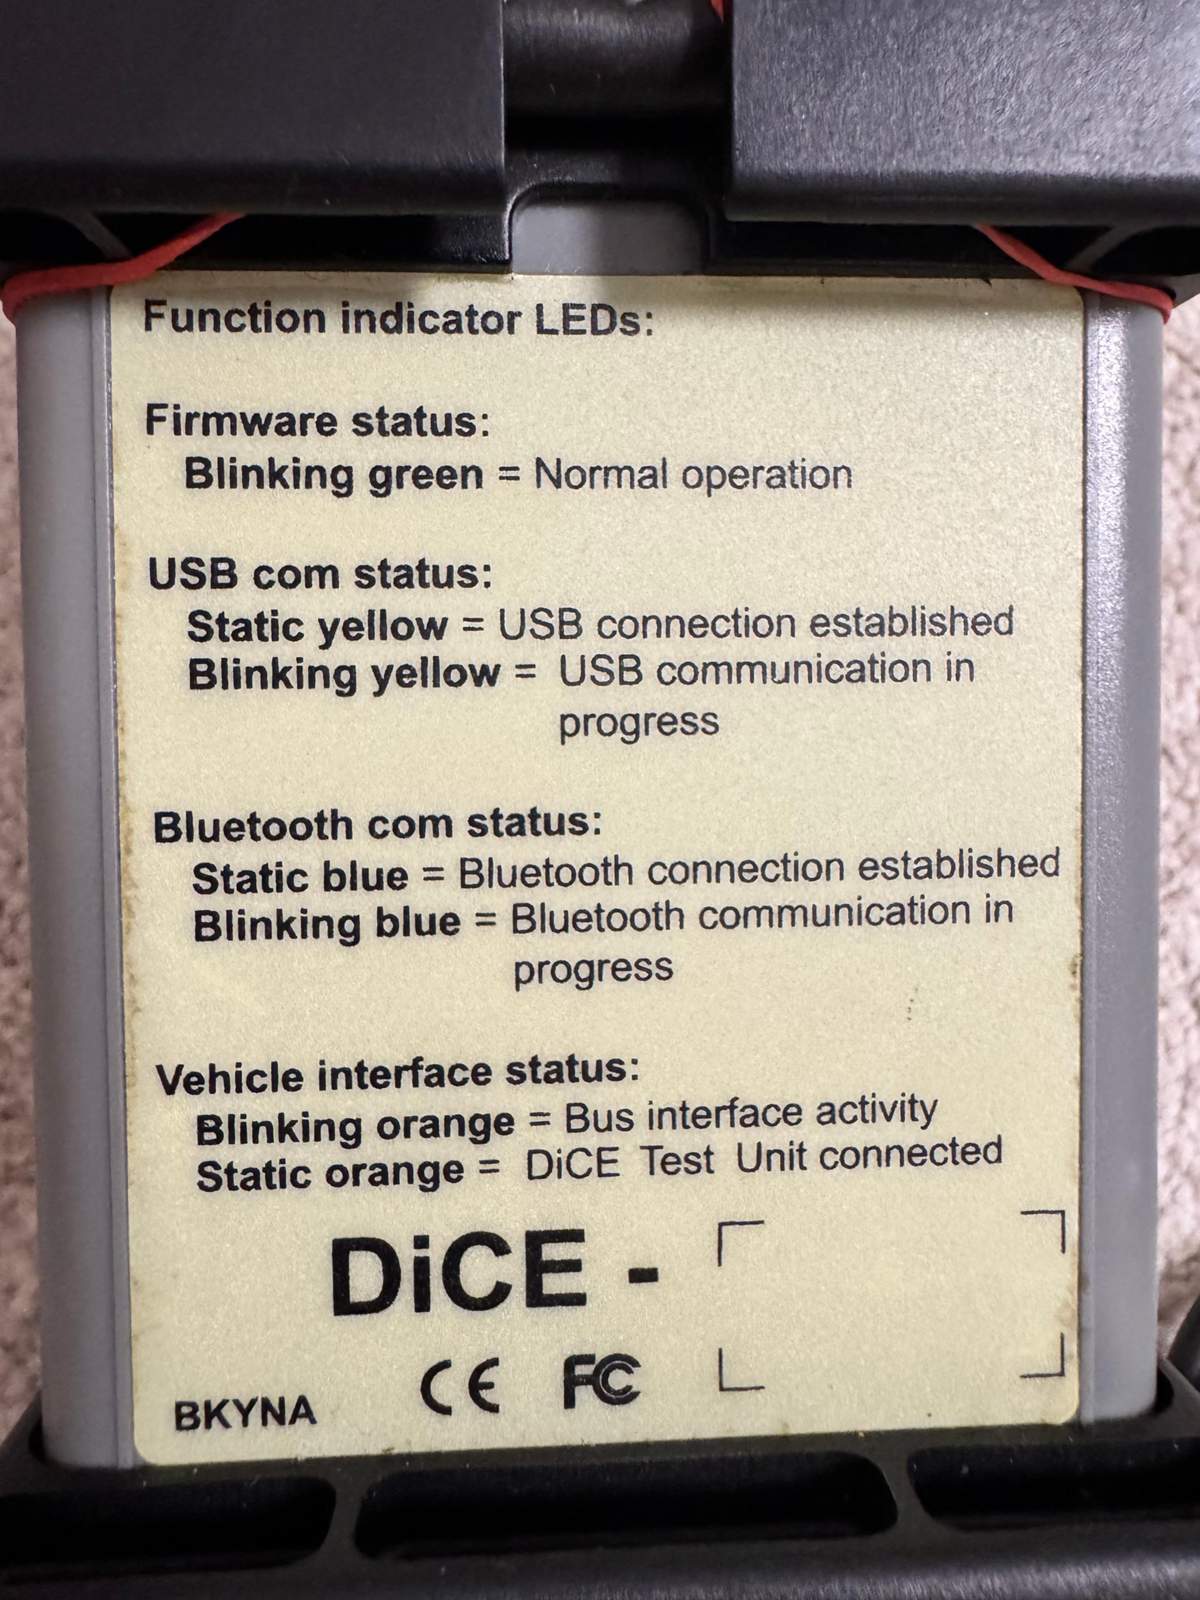 Function indicator LEDs:
Firmware status:
Blinking green = Normal operation
USB com status:
Static yellow = USB connection established
Blinking yellow = USB communication in
progress
Bluetooth com status:
Static blue = Bluetooth connection established
Blinking blue = Bluetooth communication in
progress
Vehicle interface status:
Blinking orange = Bus interface activity
Static orange = DiCE Test Unit connected
DiCE -
BKYNA CE FC